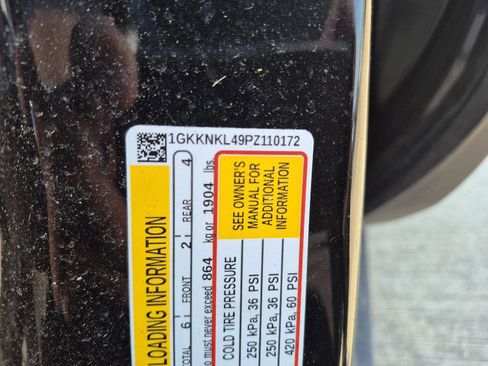 1GKKNKL49PZ110172
LOADING INFORMATION
TOTAL 6 FRONT 2 REAR 4
must never exceed 864 kg or 1904 lbs.
SEE OWNER'S
MANUAL FOR
ADDITIONAL
INFORMATION
COLD TIRE PRESSURE
250 kPa, 36 PSI
250 kPa, 36 PSI
420 kPa, 60 PSI